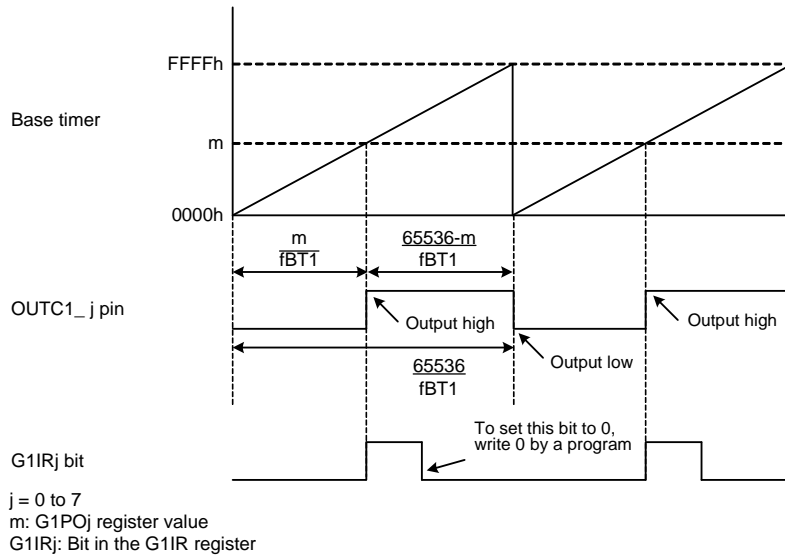 FFFFh
Base timer
m
0000h
m
fBT1
65536-m
fBT1
OUTC1_ j pin
Output high
Output high
Output low
65536
fBT1
To set this bit to 0,
write 0 by a program
G1IRj bit
j = 0 to 7
m: G1POj register value
G1IRj: Bit in the G1IR register